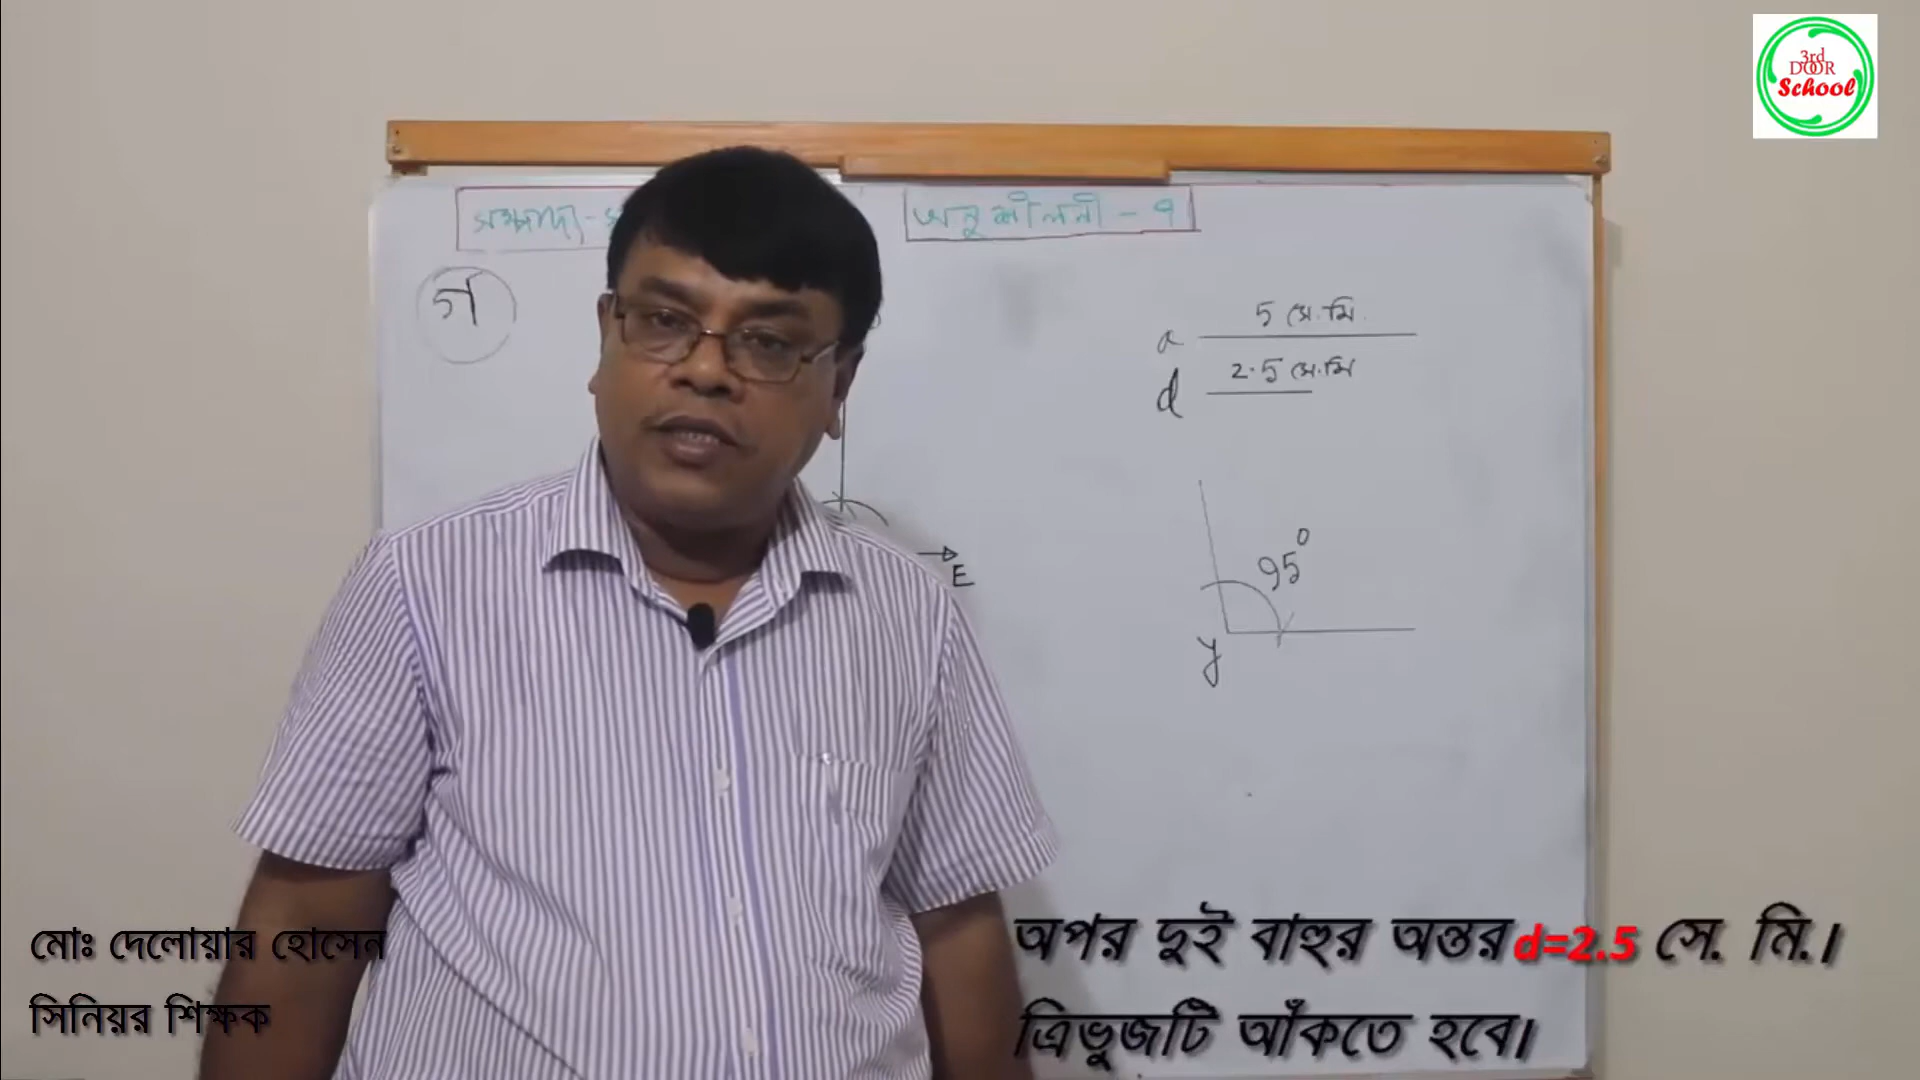 3rd
DOOR
School
সম্পাদ্য-
অনুশীলনী - ৭
গ
5 সে.মি.
a
2.5 সে.মি
d
95°
E
y
মোঃ দেলোয়ার হোসেন
সিনিয়র শিক্ষক
অপর দুই বাহুর অন্তর d=2.5 সে. মি.।
ত্রিভুজটি আঁকতে হবে।